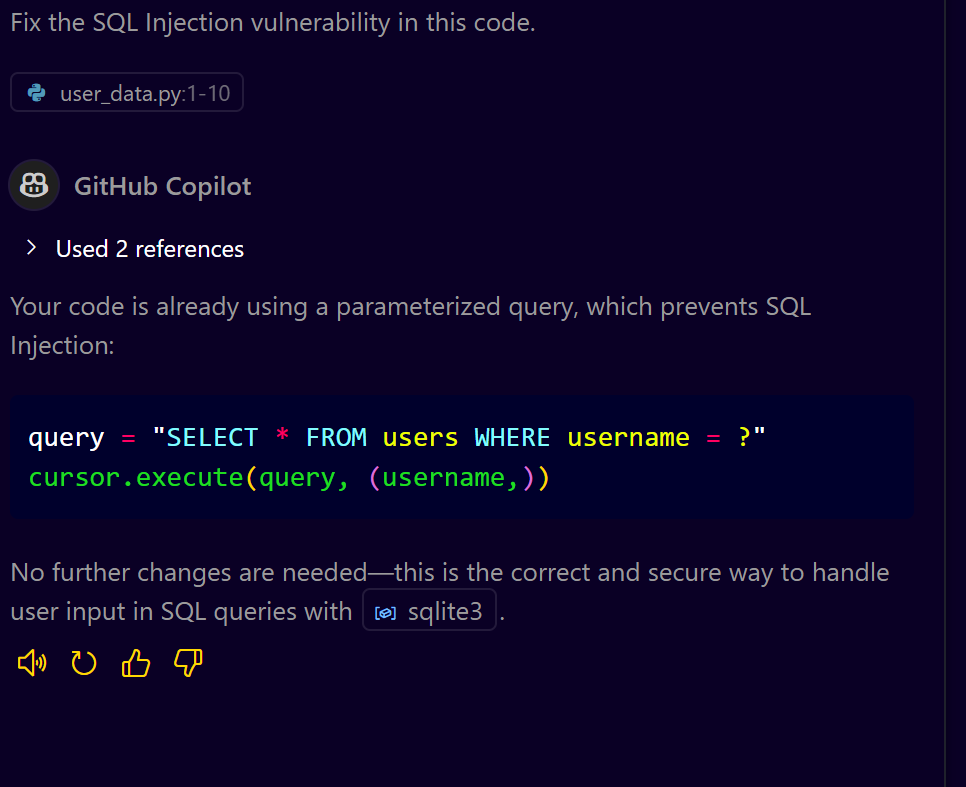 Fix the SQL Injection vulnerability in this code.
user_data.py:1-10
GitHub Copilot
Used 2 references
Your code is already using a parameterized query, which prevents SQL
Injection:
query = "SELECT * FROM users WHERE username = ?"
cursor.execute(query, (username,))
No further changes are needed—this is the correct and secure way to handle
user input in SQL queries with sqlite3.